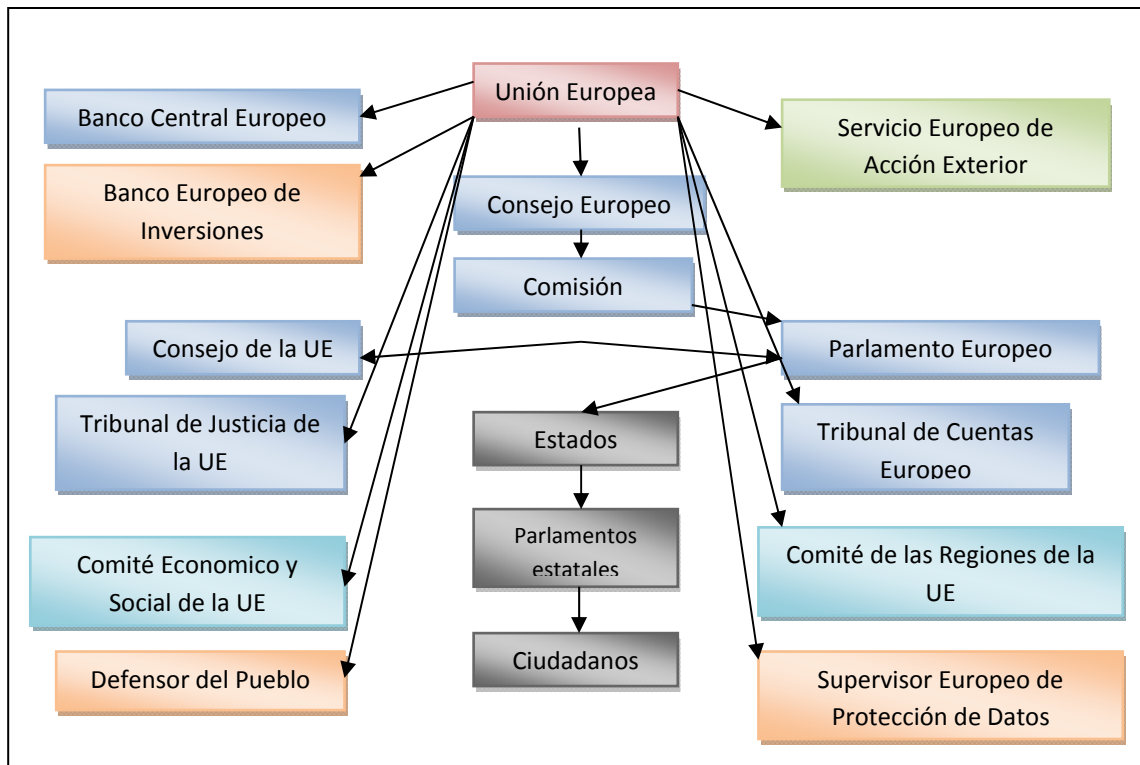 Unión Europea
Banco Central Europeo
Servicio Europeo de
Acción Exterior
Banco Europeo de
Inversiones
Consejo Europeo
Comisión
Consejo de la UE
Parlamento Europeo
Tribunal de Justicia de
la UE
Estados
Tribunal de Cuentas
Europeo
Parlamentos
estatales
Comité Economico y
Social de la UE
Comité de las Regiones de la
UE
Ciudadanos
Defensor del Pueblo
Supervisor Europeo de
Protección de Datos